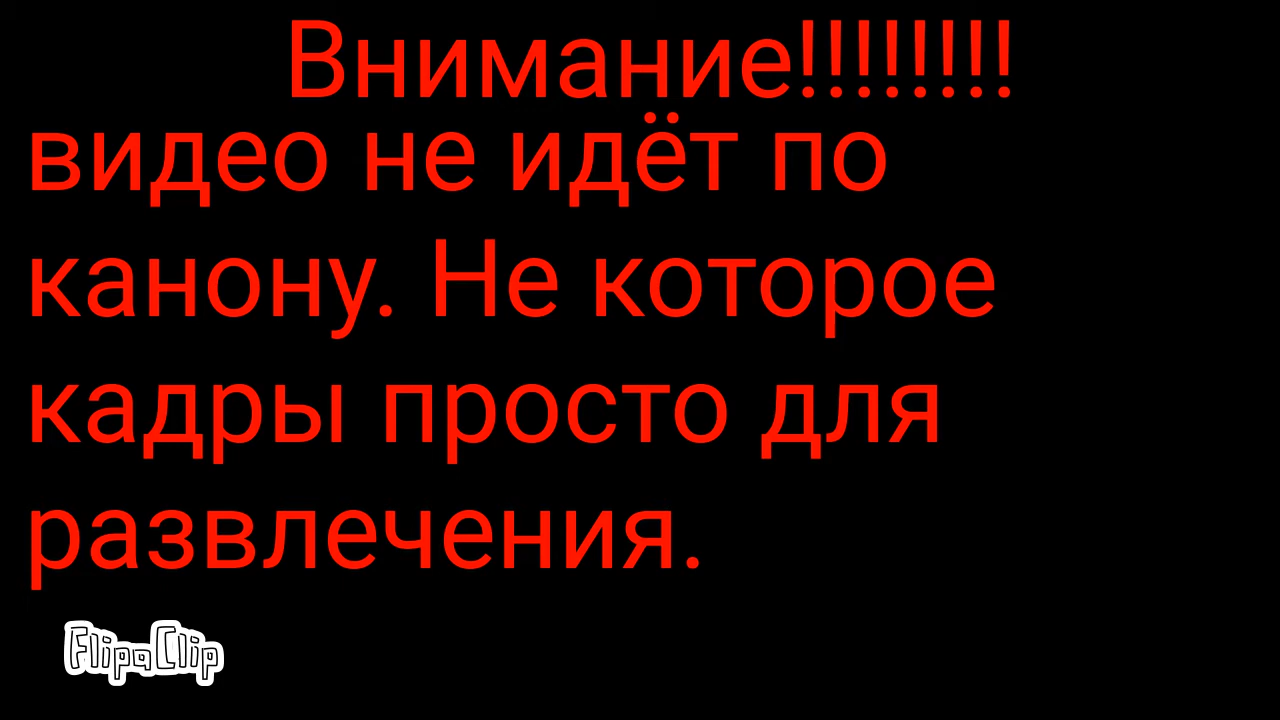 Внимание!!!!!!!!
видео не идёт по
канону. Не которое
кадры просто для
развлечения.
FlipaClip